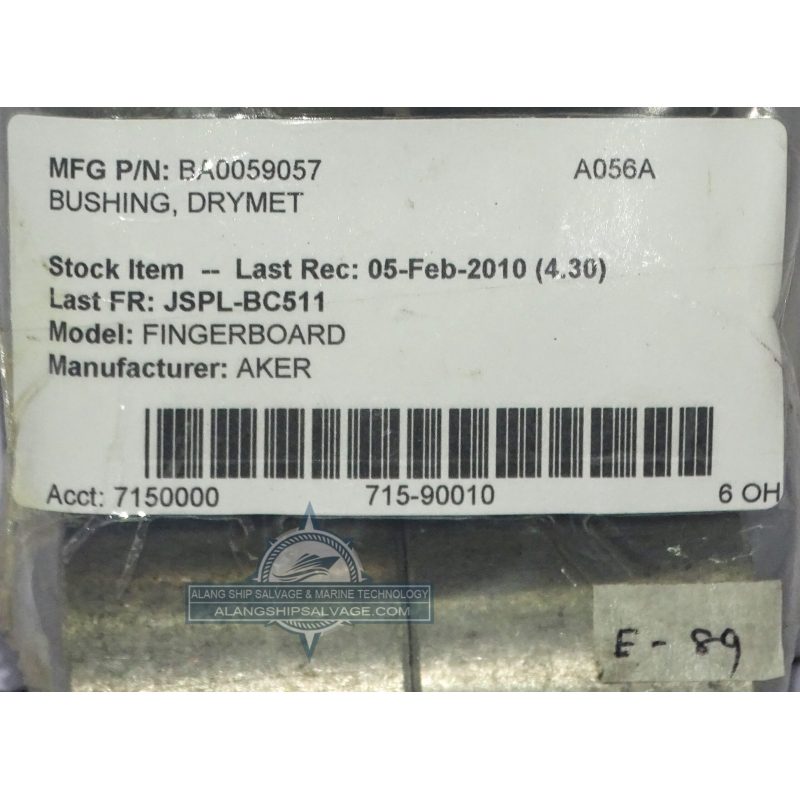 MFG P/N: BA0059057 A056A
BUSHING, DRYMET
Stock Item -- Last Rec: 05-Feb-2010 (4.30)
Last FR: JSPL-BC511
Model: FINGERBOARD
Manufacturer: AKER
Acct: 7150000 715-90010 6 OH
ALANG SHIP SALVAGE & MARINE TECHNOLOGY
ALANGSHIPSALVAGE.COM
E - 89